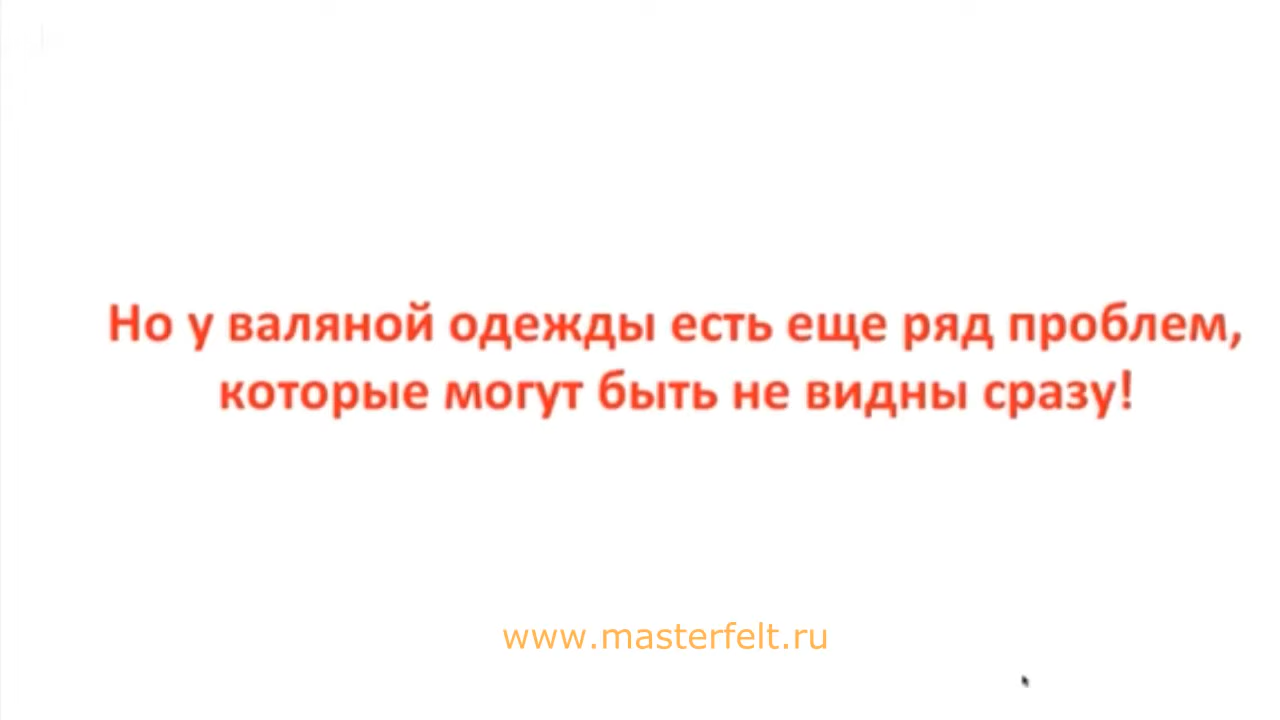 Но у валяной одежды есть еще ряд проблем,
которые могут быть не видны сразу!
www.masterfelt.ru